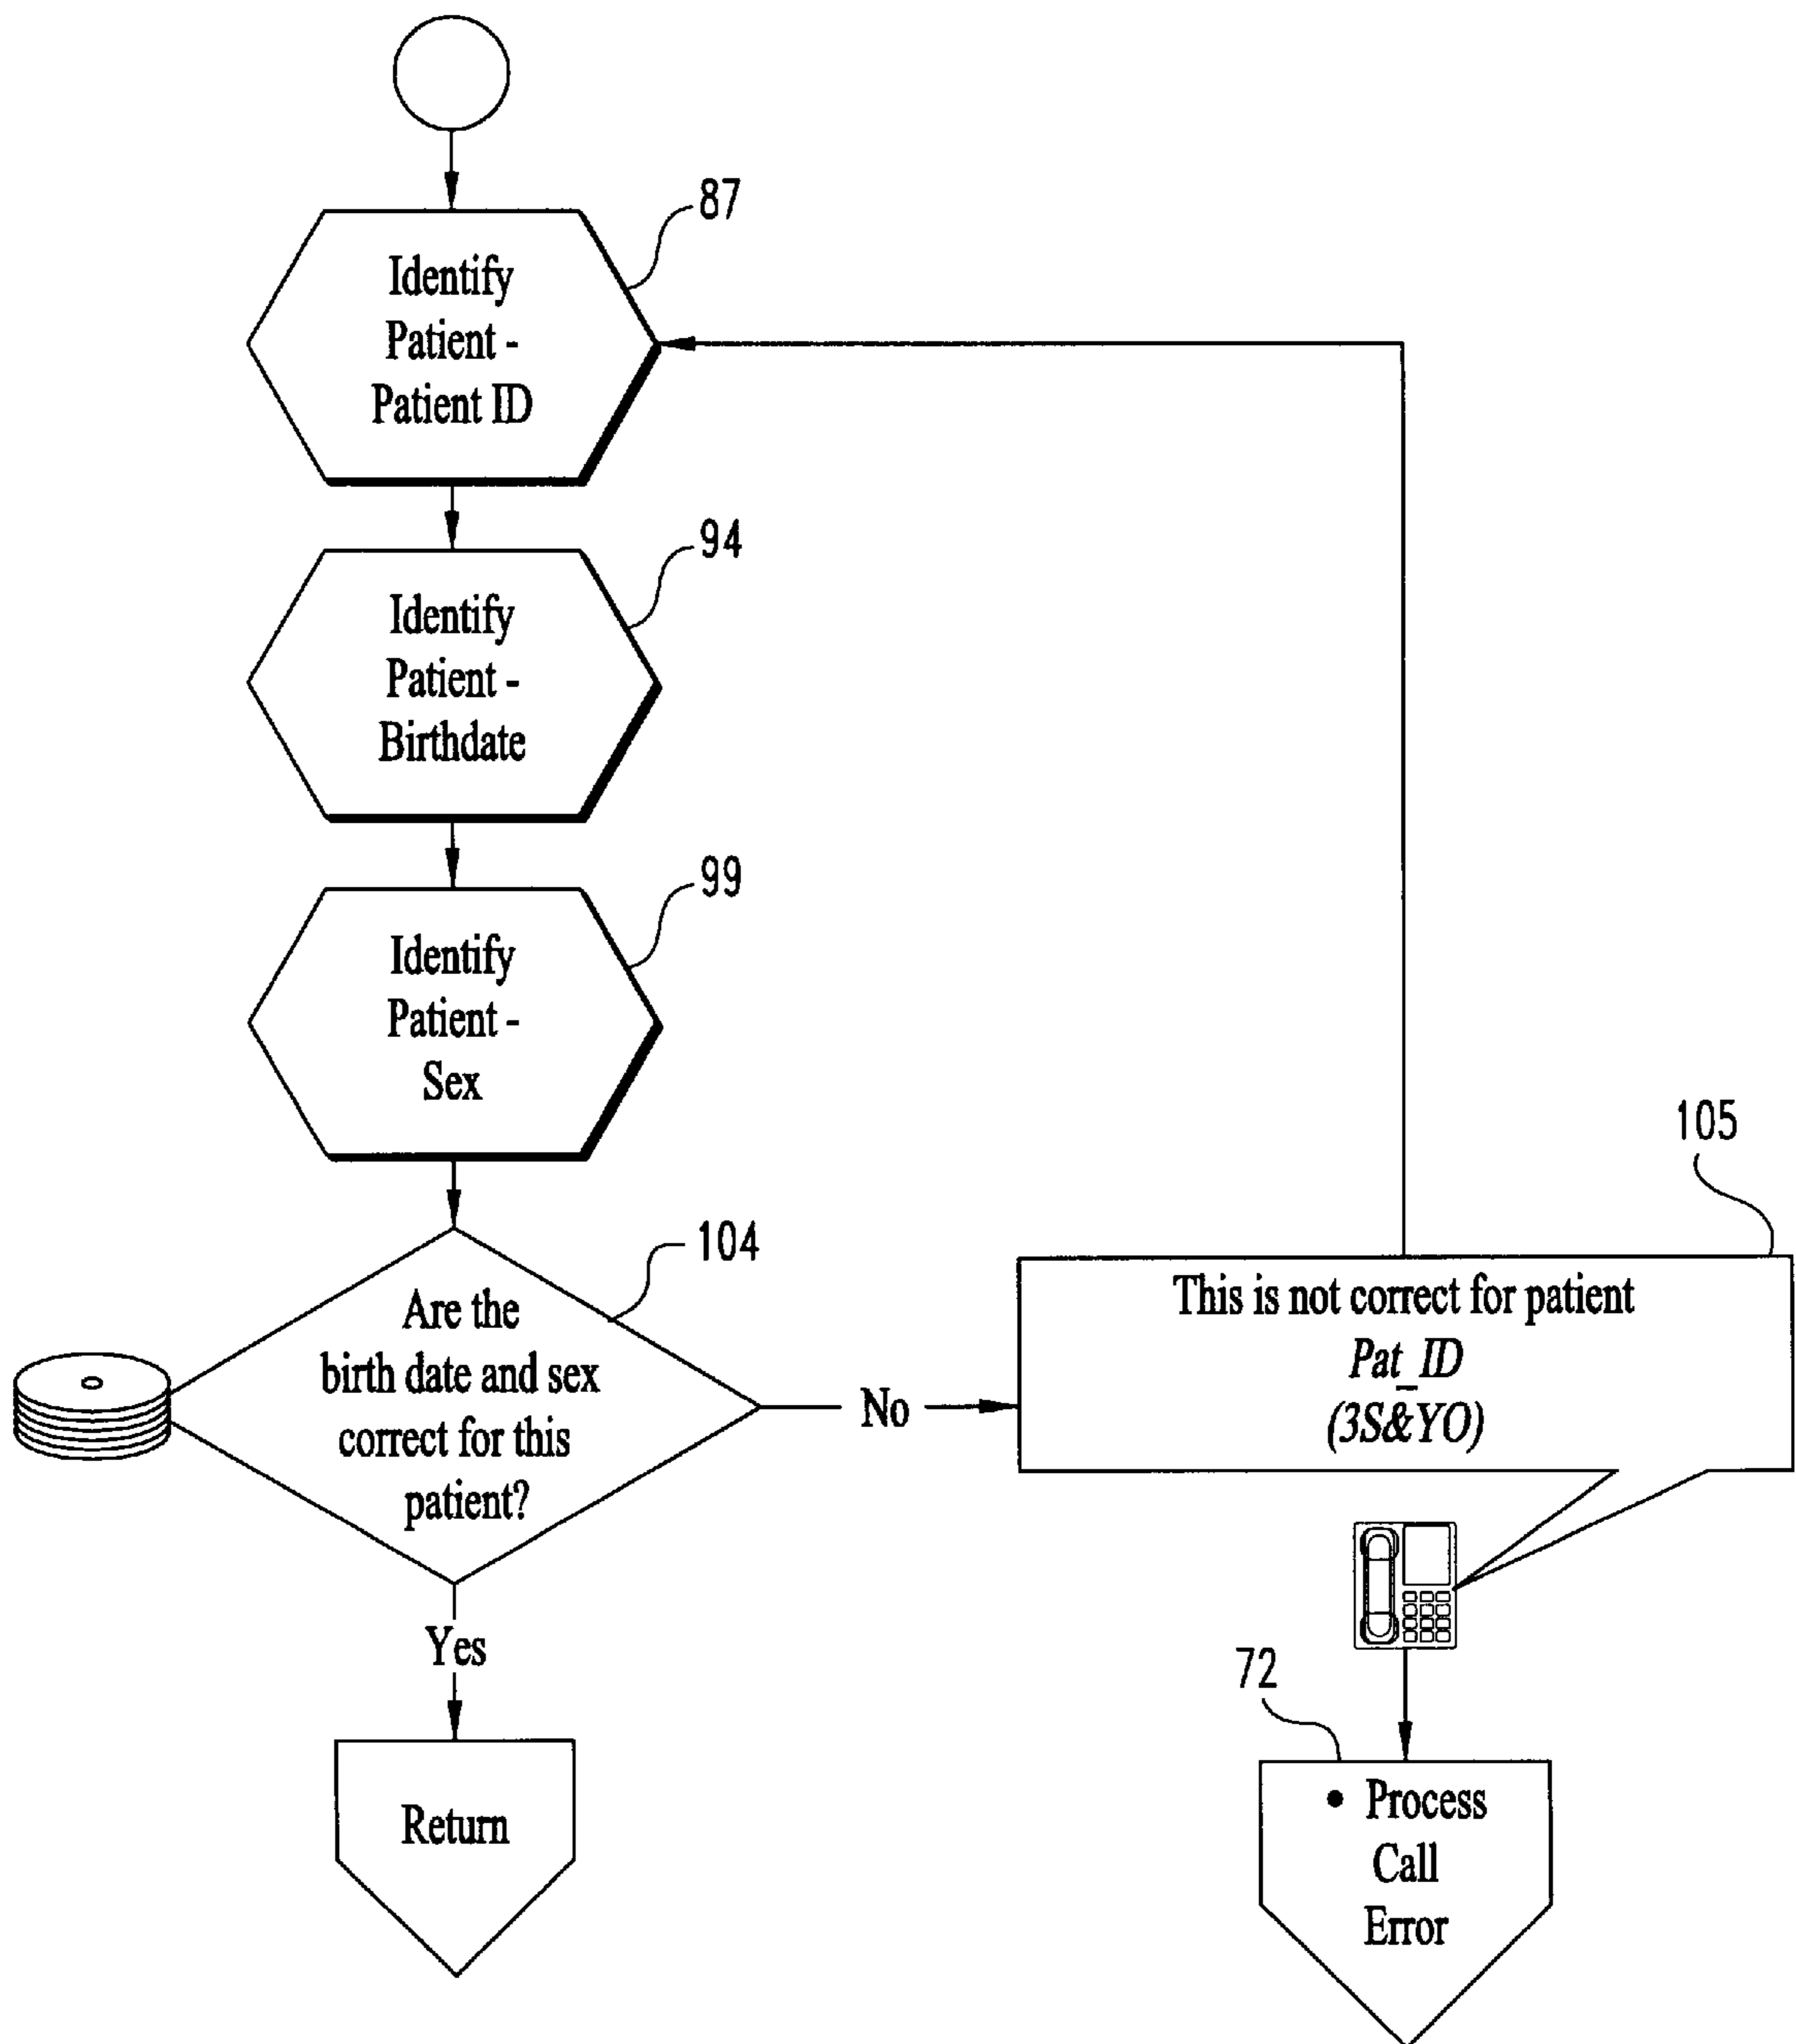 87
Identify
Patient -
Patient ID
94
Identify
Patient -
Birthdate
99
Identify
Patient -
Sex
104
Are the
birth date and sex
correct for this
patient?
No
105
This is not correct for patient
Pat_ID
(3S&YO)
Yes
Return
72
• Process
Call
Error